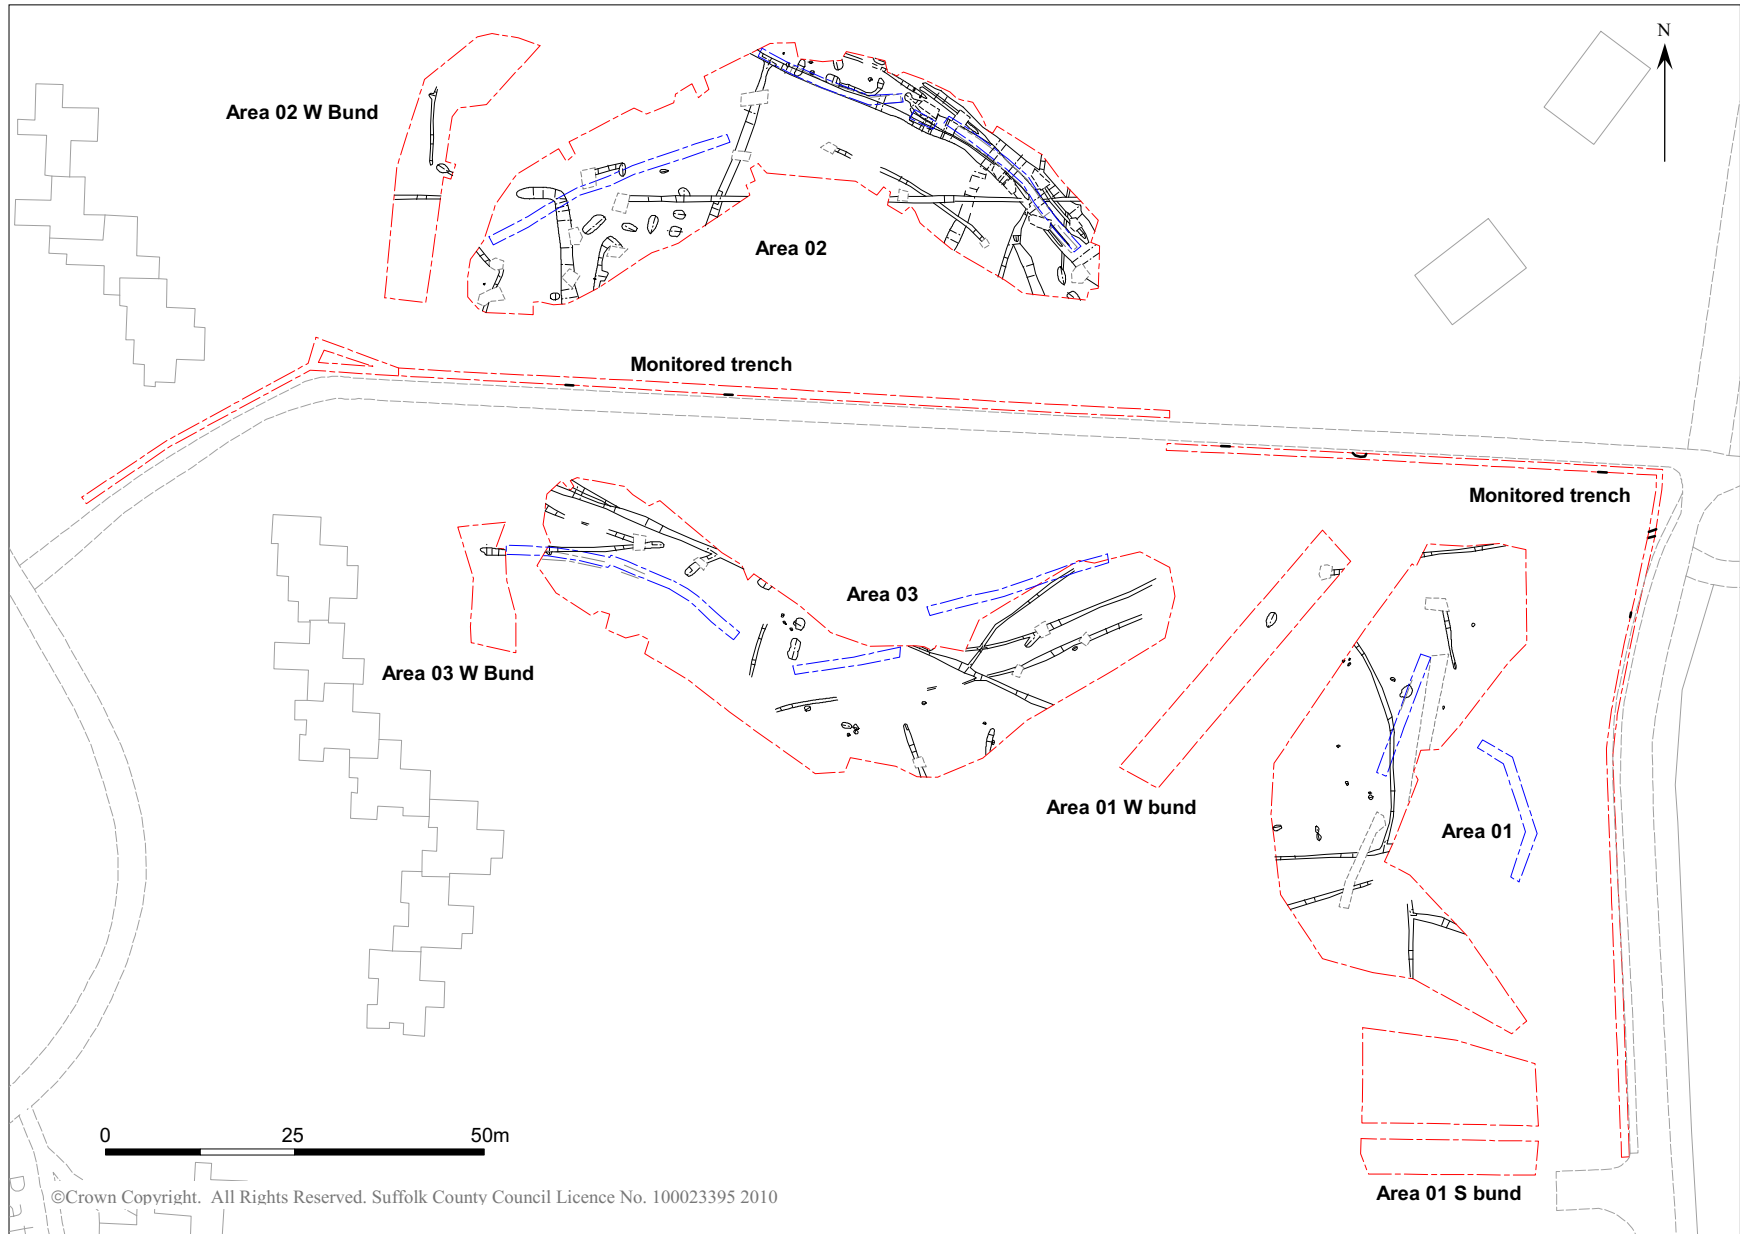 N
Area 02 W Bund
Area 02
Monitored trench
Monitored trench
Area 03
Area 03 W Bund
Area 01 W bund
Area 01
0 25 50m
Area 01 S bund
©Crown Copyright. All Rights Reserved. Suffolk County Council Licence No. 100023395 2010